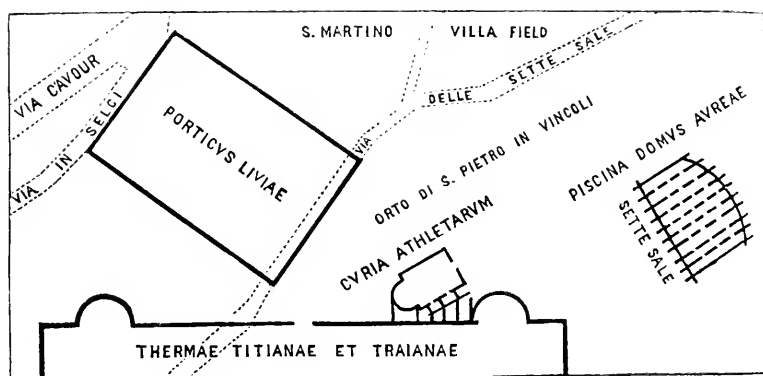 S. MARTINO
VILLA FIELD
VIA CAVOUR
VIA IN SELCI
PORTICVS LIVIAE
VIA DELLE SETTE SALE
ORTO DI S. PIETRO IN VINCOLI
PISCINA DOMVS AVREAE
SETTE SALE
CVRIA ATHLETARVM
THERMAE TITIANAE ET TRAIANAE